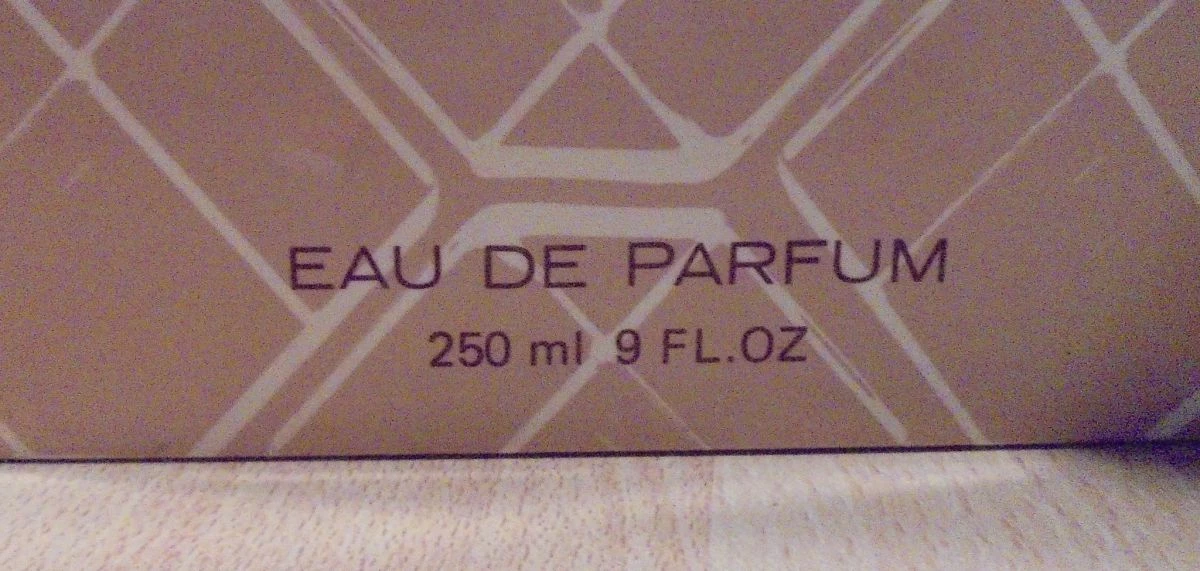 EAU DE PARFUM
250 ml 9 FL.OZ